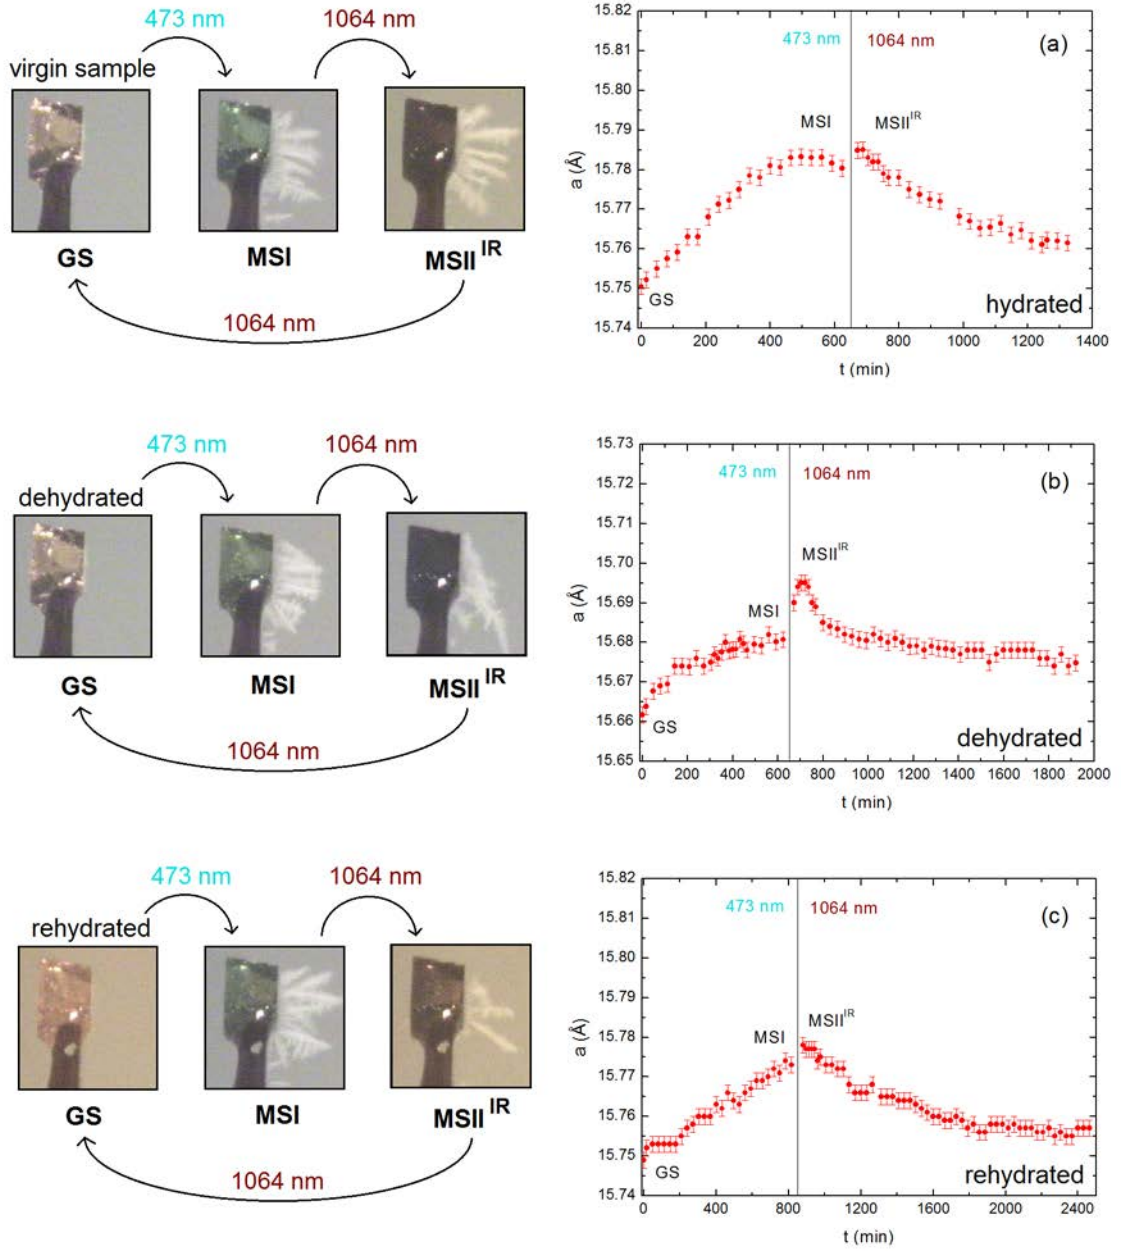 473 nm
1064 nm
virgin sample
GS
MSI
MSII IR
1064 nm
15.82
15.81
15.80
15.79
15.78
15.77
15.76
15.75
15.74
a (Å)
473 nm
1064 nm
(a)
MSI
MSII IR
GS
hydrated
0 200 400 600 800 1000 1200 1400
t (min)
473 nm
1064 nm
dehydrated
GS
MSI
MSII IR
1064 nm
15.73
15.72
15.71
15.70
15.69
15.68
15.67
15.66
15.65
a (Å)
473 nm
1064 nm
(b)
MSII IR
MSI
GS
dehydrated
0 200 400 600 800 1000 1200 1400 1600 1800 2000
t (min)
473 nm
1064 nm
rehydrated
GS
MSI
MSII IR
1064 nm
15.82
15.81
15.80
15.79
15.78
15.77
15.76
15.75
15.74
a (Å)
473 nm
1064 nm
(c)
MSII IR
MSI
GS
rehydrated
0 400 800 1200 1600 2000 2400
t (min)